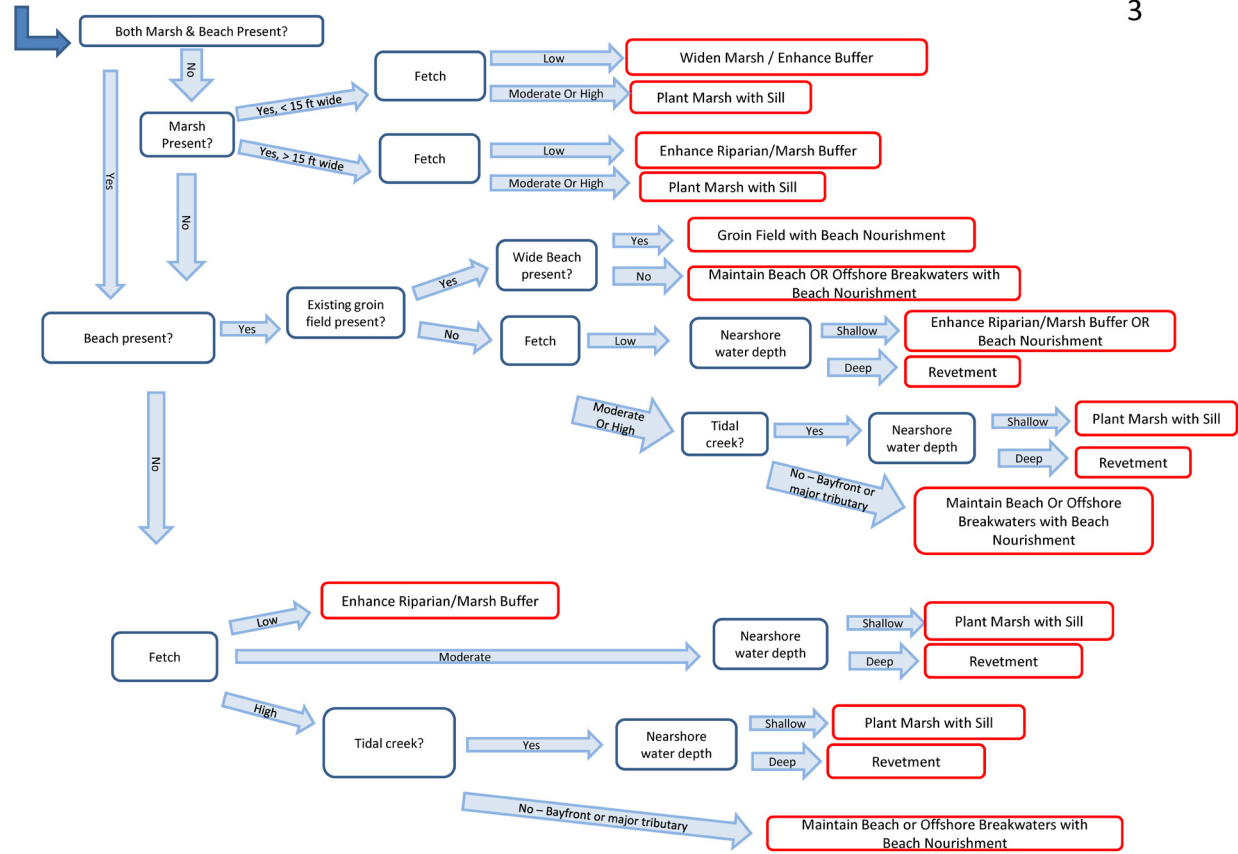 3
Both Marsh & Beach Present?
No
Yes
Marsh
Present?
Yes, < 15 ft wide
Fetch
Low
Widen Marsh / Enhance Buffer
Moderate Or High
Plant Marsh with Sill
Yes, > 15 ft wide
Fetch
Low
Enhance Riparian/Marsh Buffer
Moderate Or High
Plant Marsh with Sill
No
Beach present?
Yes
Existing groin
field present?
Yes
Wide Beach
present?
Yes
Groin Field with Beach Nourishment
No
Maintain Beach OR Offshore Breakwaters with
Beach Nourishment
No
Fetch
Low
Nearshore
water depth
Shallow
Enhance Riparian/Marsh Buffer OR
Beach Nourishment
Deep
Revetment
Moderate
Or High
Tidal
creek?
Yes
Nearshore
water depth
Shallow
Plant Marsh with Sill
Deep
Revetment
No – Bayfront or
major tributary
Maintain Beach Or Offshore
Breakwaters with Beach
Nourishment
No
Fetch
Low
Enhance Riparian/Marsh Buffer
Moderate
Nearshore
water depth
Shallow
Plant Marsh with Sill
Deep
Revetment
High
Tidal creek?
Yes
Nearshore
water depth
Shallow
Plant Marsh with Sill
Deep
Revetment
No – Bayfront or major tributary
Maintain Beach or Offshore Breakwaters with
Beach Nourishment